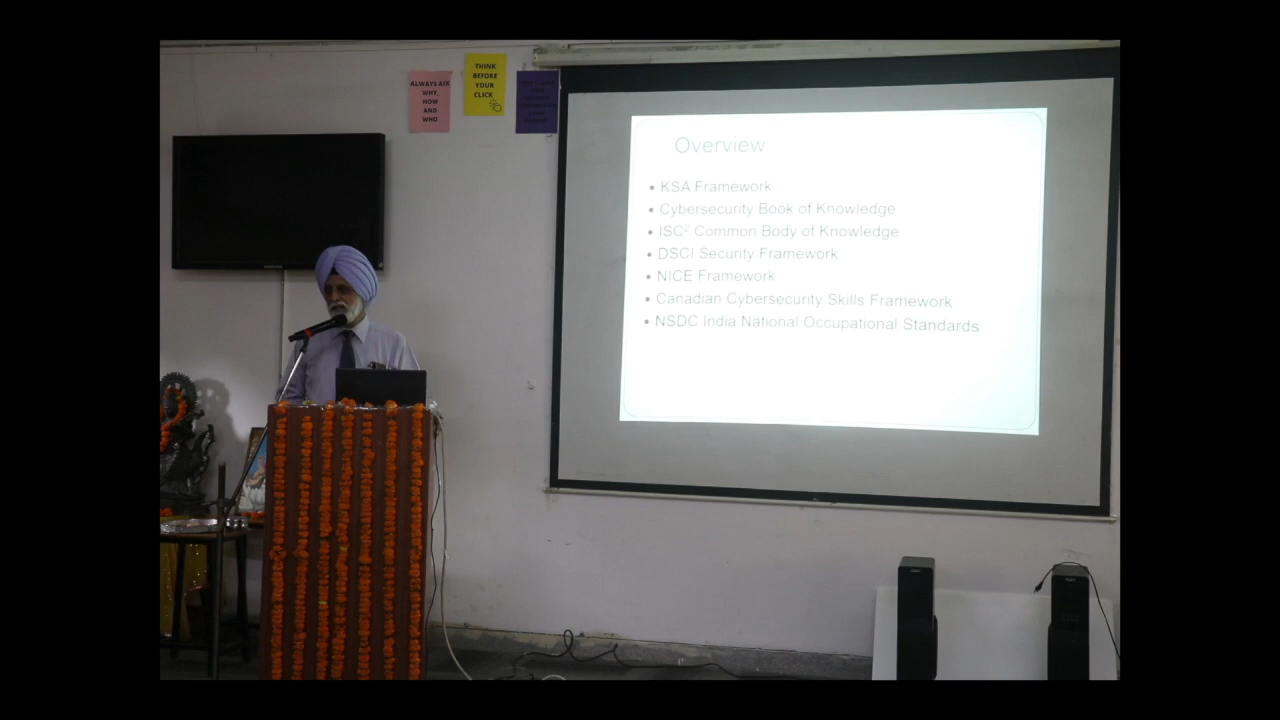 ALWAYS ASK
WHY,
HOW
AND
WHO
THINK
BEFORE
YOUR
CLICK
Overview
• KSA Framework
• Cybersecurity Book of Knowledge
• ISC² Common Body of Knowledge
• DSCI Security Framework
• NICE Framework
• Canadian Cybersecurity Skills Framework
• NSDC India National Occupational Standards